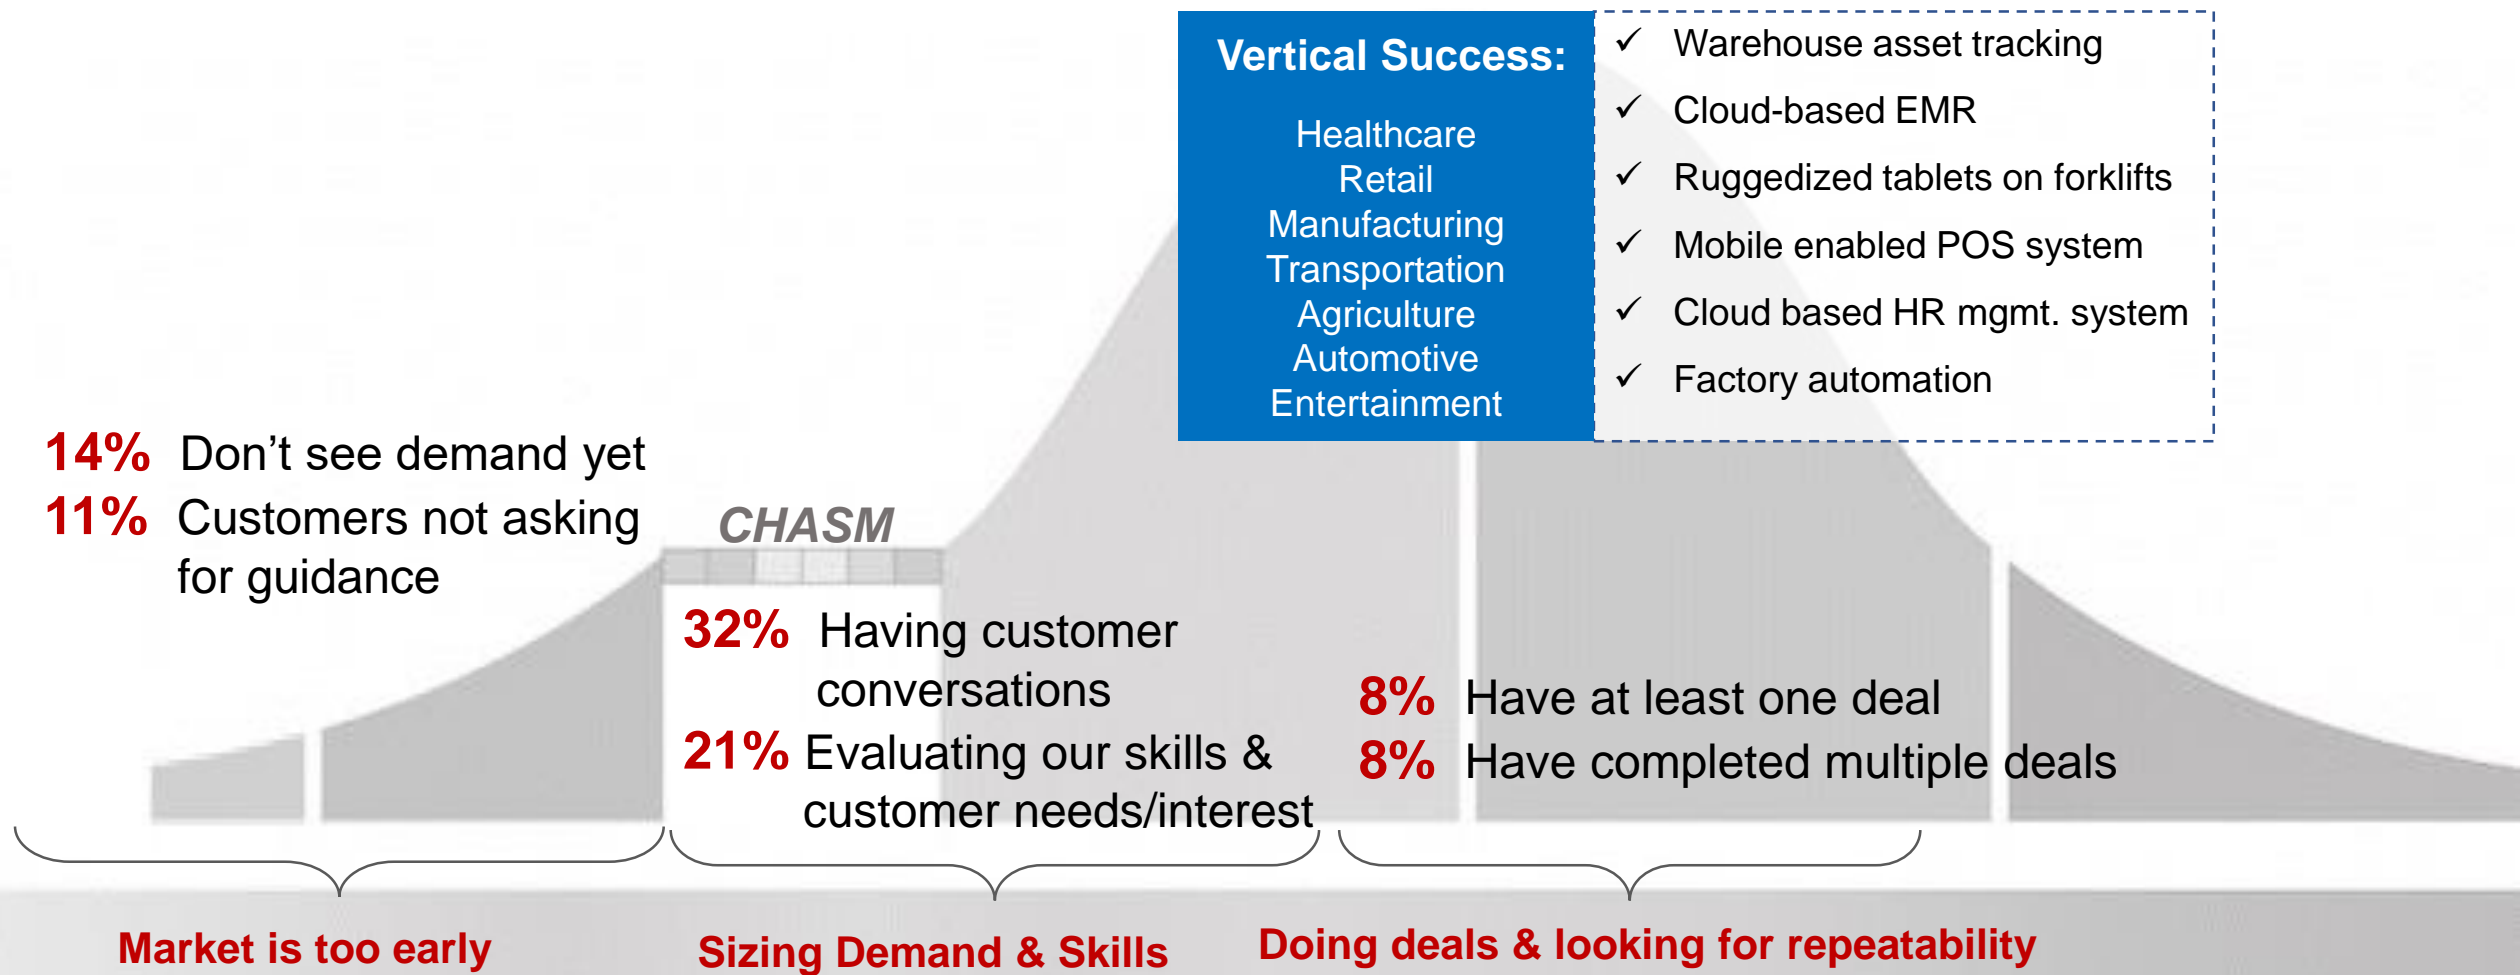 Vertical Success:
Healthcare
Retail
Manufacturing
Transportation
Agriculture
Automotive
Entertainment
✓ Warehouse asset tracking
✓ Cloud-based EMR
✓ Ruggedized tablets on forklifts
✓ Mobile enabled POS system
✓ Cloud based HR mgmt. system
✓ Factory automation
14% Don’t see demand yet
11% Customers not asking
for guidance
CHASM
32% Having customer
conversations
21% Evaluating our skills &
customer needs/interest
8% Have at least one deal
8% Have completed multiple deals
Market is too early
Sizing Demand & Skills
Doing deals & looking for repeatability